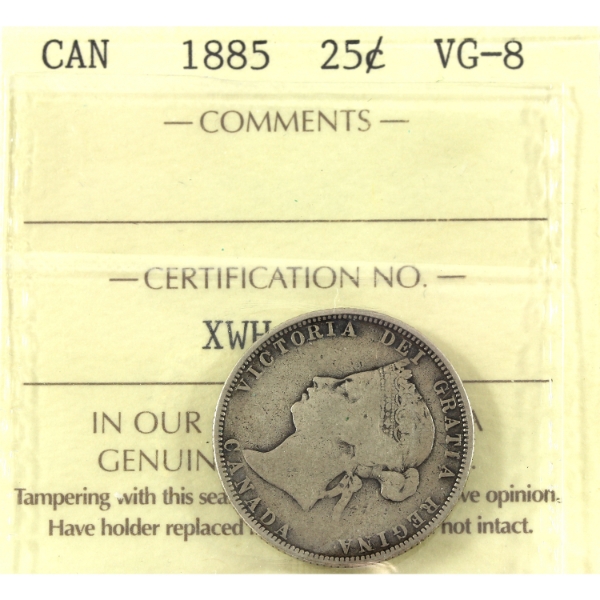 CAN 1885 25¢ VG-8
— COMMENTS —
— CERTIFICATION NO. —
XWH
IN OUR A
GENUIN
Tampering with this sea ve opinion.
Have holder replaced not intact.
VICTORIA DEI GRATIA REGINA
CANADA